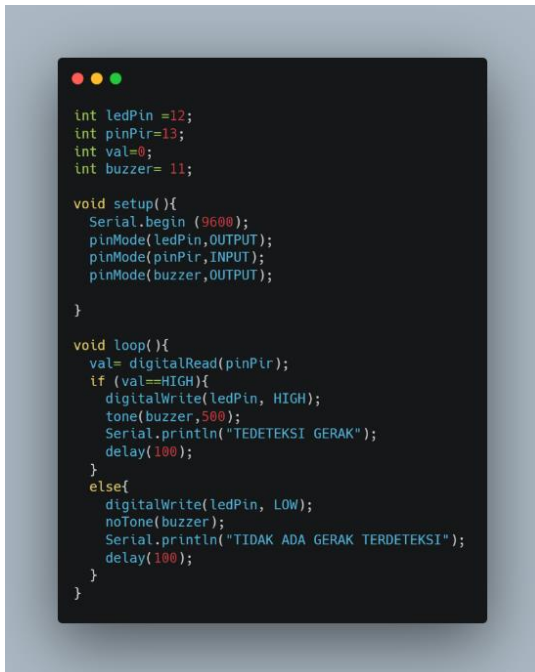 int ledPin =12;
int pinPir=13;
int val=0;
int buzzer= 11;

void setup(){
  Serial.begin (9600);
  pinMode(ledPin,OUTPUT);
  pinMode(pinPir,INPUT);
  pinMode(buzzer,OUTPUT);

}

void loop(){
  val= digitalRead(pinPir);
  if (val==HIGH){
    digitalWrite(ledPin, HIGH);
    tone(buzzer,500);
    Serial.println("TEDETEKSI GERAK");
    delay(100);
  }
  else{
    digitalWrite(ledPin, LOW);
    noTone(buzzer);
    Serial.println("TIDAK ADA GERAK TERDETEKSI");
    delay(100);
  }
}